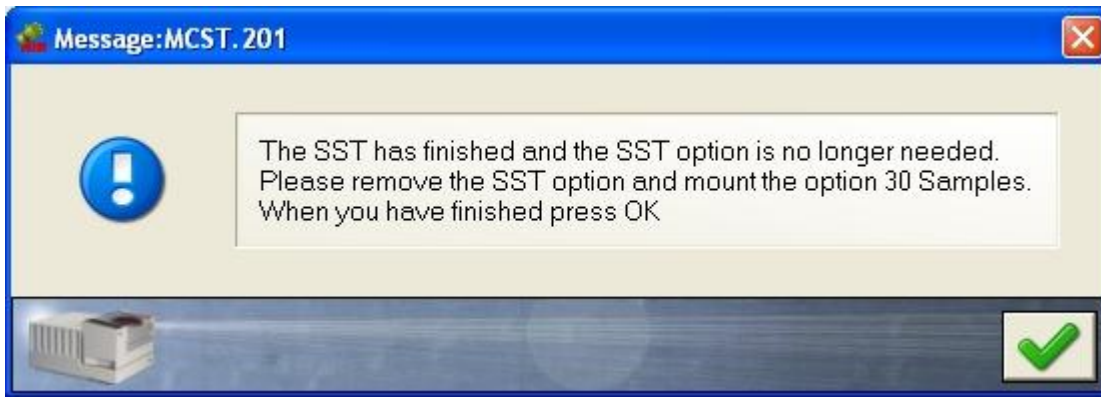 Message:MCST.201
The SST has finished and the SST option is no longer needed.
Please remove the SST option and mount the option 30 Samples.
When you have finished press OK